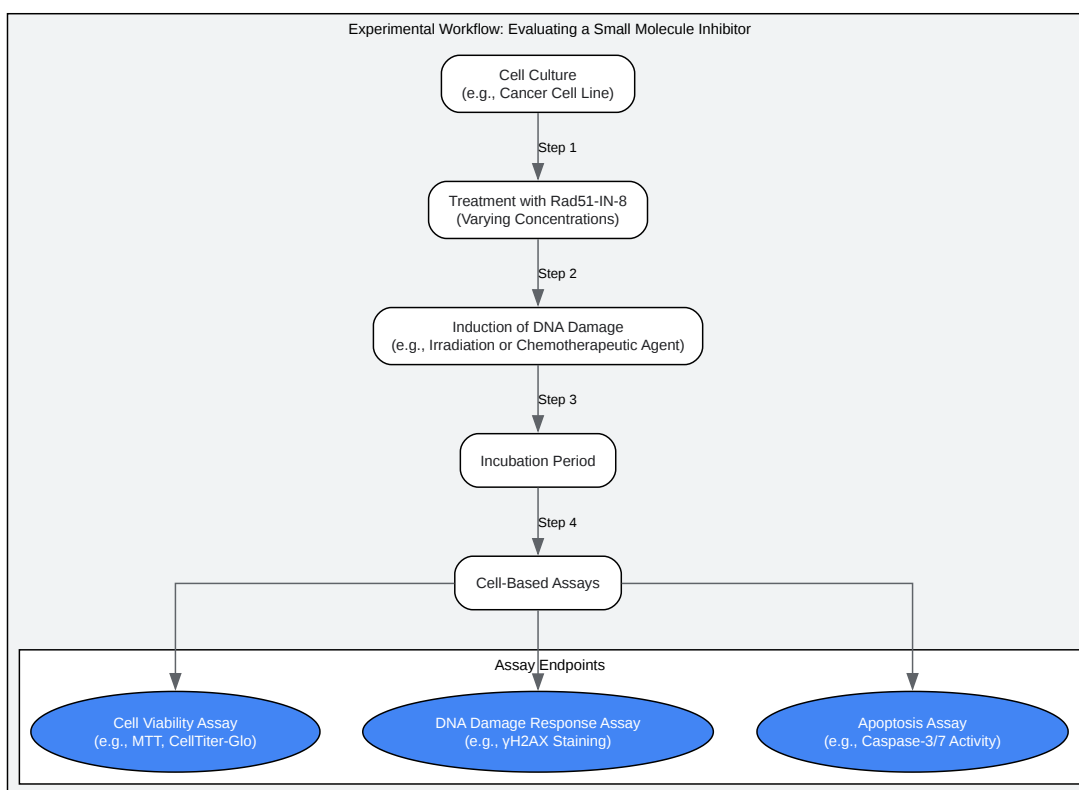 Experimental Workflow: Evaluating a Small Molecule Inhibitor
Cell Culture
(e.g., Cancer Cell Line)
Step 1
Treatment with Rad51-IN-8
(Varying Concentrations)
Step 2
Induction of DNA Damage
(e.g., Irradiation or Chemotherapeutic Agent)
Step 3
Incubation Period
Step 4
Cell-Based Assays
Assay Endpoints
Cell Viability Assay
(e.g., MTT, CellTiter-Glo)
DNA Damage Response Assay
(e.g., γH2AX Staining)
Apoptosis Assay
(e.g., Caspase-3/7 Activity)